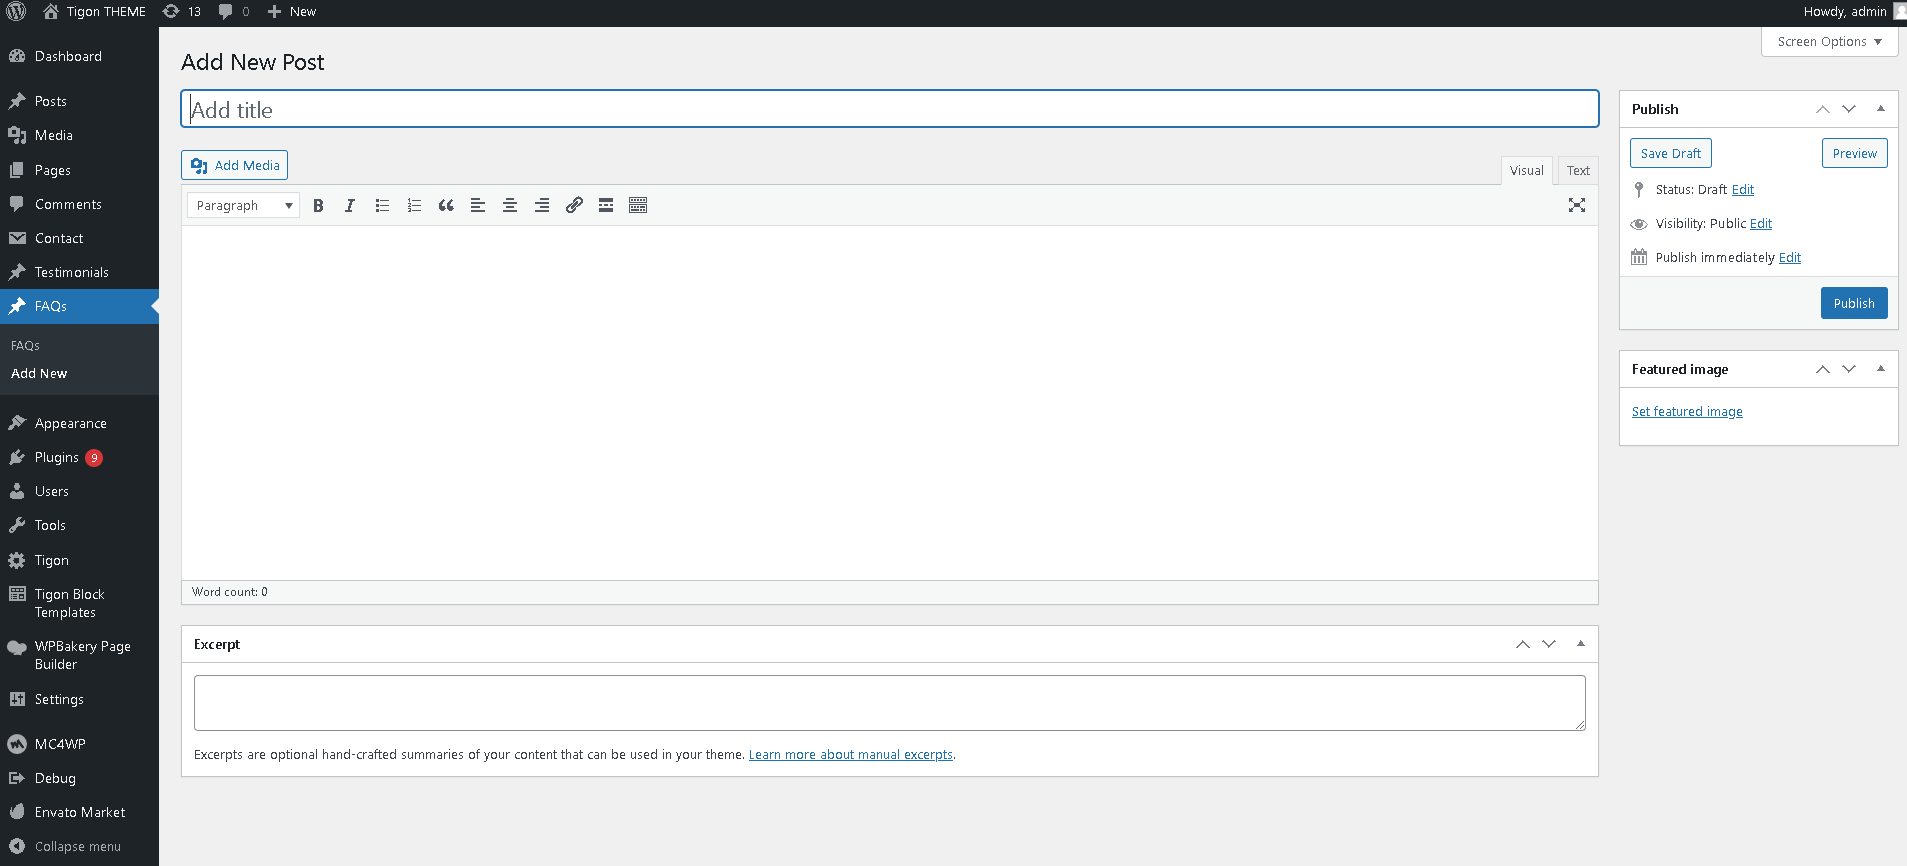 Tigon THEME 13 0 New Howdy, admin
Screen Options
Dashboard
Posts
Media
Pages
Comments
Contact
Testimonials
FAQs
FAQs
Add New
Appearance
Plugins 9
Users
Tools
Tigon
Tigon Block
Templates
WPBakery Page
Builder
Settings
MC4WP
Debug
Envato Market
Collapse menu
Add New Post
Add title
Add Media
Visual Text
Paragraph B I
Word count: 0
Excerpt
Excerpts are optional hand-crafted summaries of your content that can be used in your theme. Learn more about manual excerpts.
Publish
Save Draft Preview
Status: Draft Edit
Visibility: Public Edit
Publish immediately Edit
Publish
Featured image
Set featured image